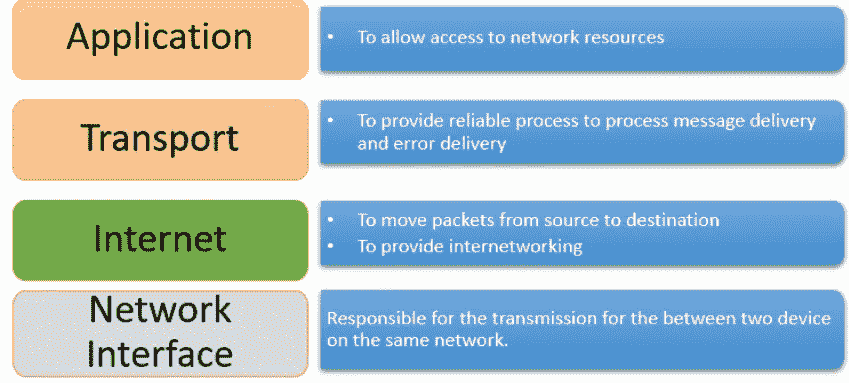 Application
• To allow access to network resources
Transport
• To provide reliable process to process message delivery
and error delivery
Internet
• To move packets from source to destination
• To provide internetworking
Network
Interface
Responsible for the transmission for the between two device
on the same network.